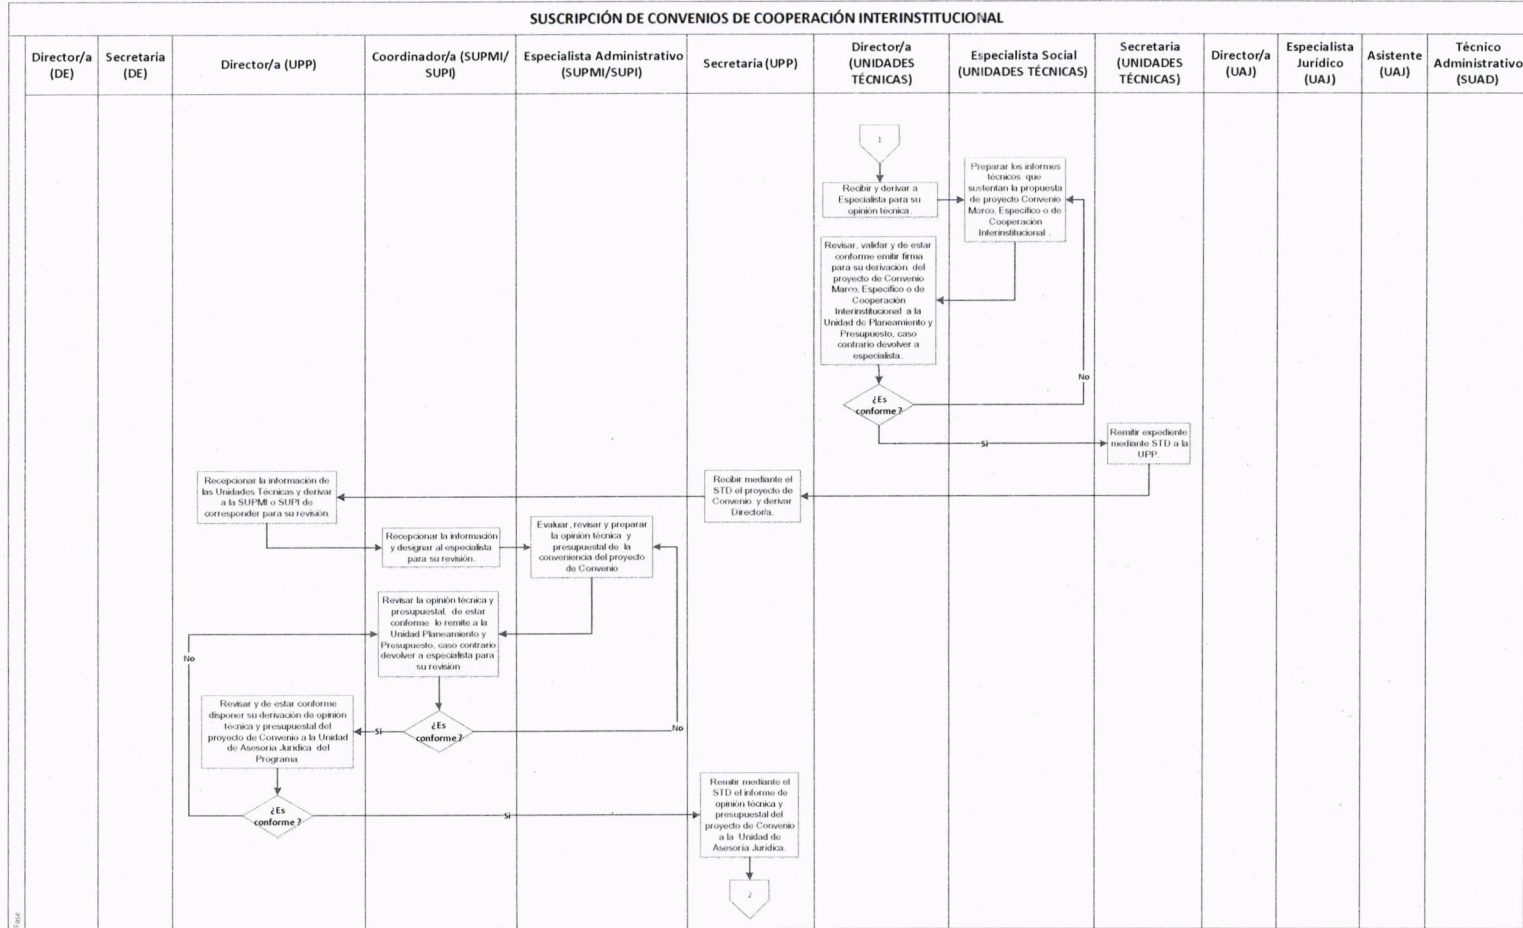 SUSCRIPCIÓN DE CONVENIOS DE COOPERACIÓN INTERINSTITUCIONAL
Director/a
(DE)
Secretaria
(DE)
Director/a (UPP)
Coordinador/a (SUPMI/
SUPI)
Especialista Administrativo
(SUPMI/SUPI)
Secretaria (UPP)
Director/a
(UNIDADES
TÉCNICAS)
Especialista Social
(UNIDADES TÉCNICAS)
Secretaria
(UNIDADES
TÉCNICAS)
Director/a
(UAJ)
Especialista
Jurídico
(UAJ)
Asistente
(UAJ)
Técnico
Administrativo
(SUAD)
1
Recibir y derivar a
Especialista para su
opinión técnica.
Preparar los informes
técnicos que
sustentan la propuesta
de proyecto Convenio
Marco, Específico o de
Cooperación
Interinstitucional .
Revisar, validar y de estar
conforme emitir firma
para su derivación del
proyecto de Convenio
Marco, Específico o de
Cooperación
Interinstitucional a la
Unidad de Planeamiento y
Presupuesto, caso
contrario devolver a
especialista.
No
¿Es
conforme?
Si
Remitir expediente
mediante STD a la
UPP.
Recibir mediante el
STD el proyecto de
Convenio y derivar
Director/a.
Recepcionar la información de
las Unidades Técnicas y derivar
a la SUPMI o SUPI de
corresponder para su revisión.
Recepcionar la información
y designar al especialista
para su revisión.
Evaluar, revisar y preparar
la opinión técnica y
presupuestal de la
conveniencia del proyecto
de Convenio
Revisar la opinión técnica y
presupuestal, de estar
conforme lo remite a la
Unidad Planeamiento y
Presupuesto, caso contrario
devolver a especialista para
su revisión
No
¿Es
conforme?
Si
No
Revisar y de estar conforme
disponer su derivación de opinión
técnica y presupuestal del
proyecto de Convenio a la Unidad
de Asesoría Jurídica del
Programa.
¿Es
conforme?
Si
Remitir mediante el
STD el informe de
opinión técnica y
presupuestal del
proyecto de Convenio
a la Unidad de
Asesoría Jurídica.
2
Fase